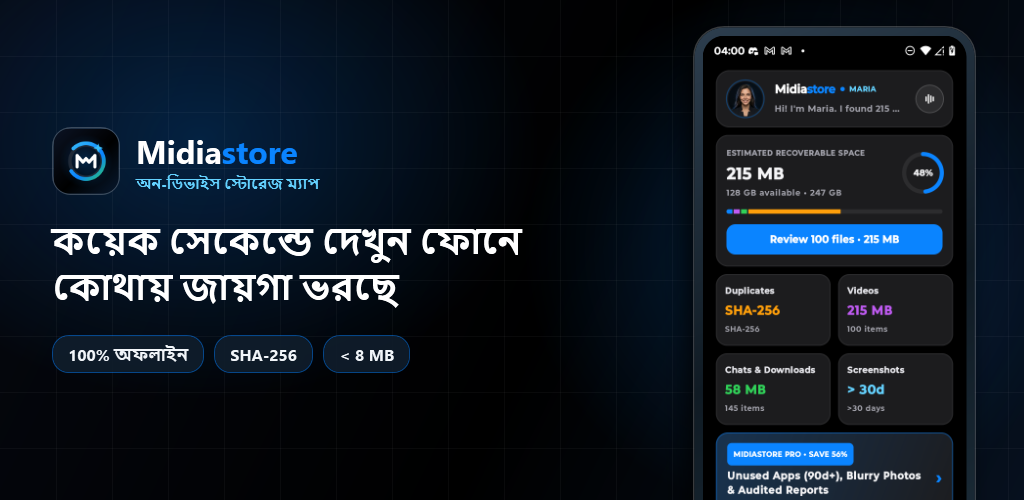 Midiastore
অন-ডিভাইস স্টোরেজ ম্যাপ
কয়েক সেকেন্ডে দেখুন ফোনে
কোথায় জায়গা ভরছে
100% অফলাইন
SHA-256
< 8 MB
04:00
Midiastore • MARIA
Hi! I'm Maria. I found 215 ...
ESTIMATED RECOVERABLE SPACE
215 MB
48%
128 GB available • 247 GB
Review 100 files • 215 MB
Duplicates
SHA-256
SHA-256
Videos
215 MB
100 items
Chats & Downloads
58 MB
145 items
Screenshots
> 30d
>30 days
MIDIASTORE PRO • SAVE 56%
Unused Apps (90d+), Blurry Photos
& Audited Reports